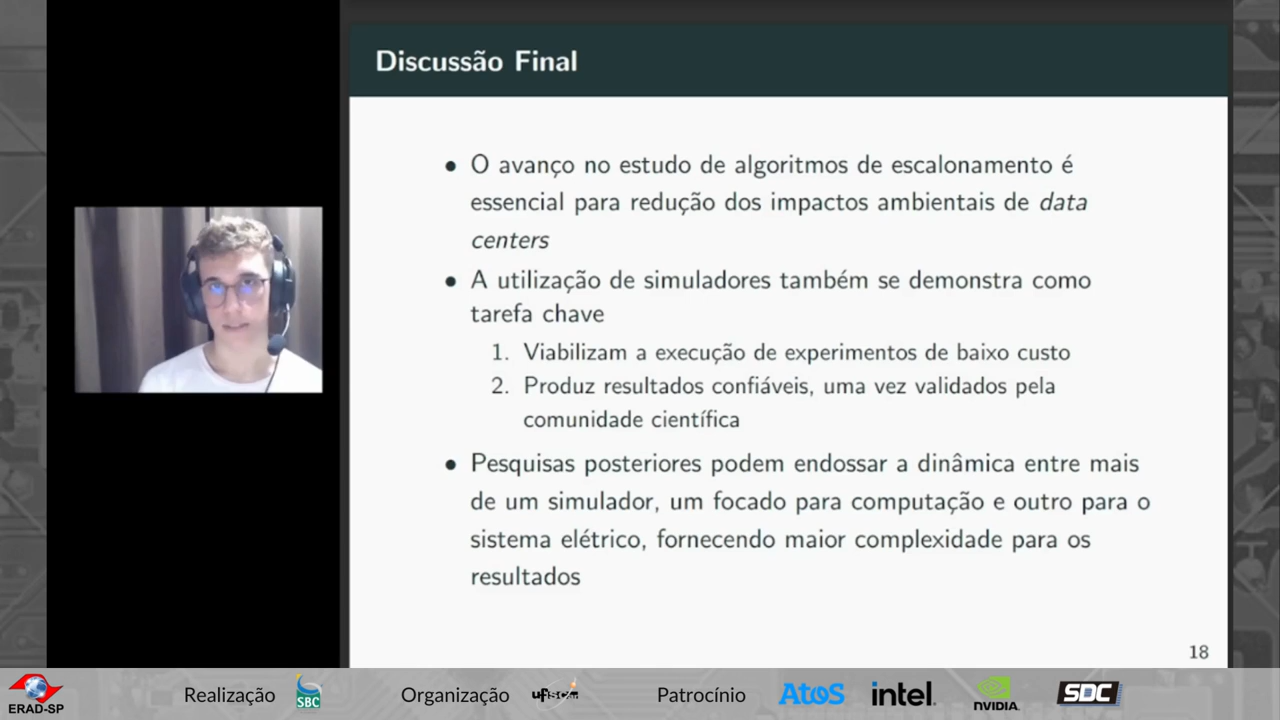 Discussão Final
• O avanço no estudo de algoritmos de escalonamento é
essencial para redução dos impactos ambientais de data
centers
• A utilização de simuladores também se demonstra como
tarefa chave
1. Viabilizam a execução de experimentos de baixo custo
2. Produz resultados confiáveis, uma vez validados pela
comunidade científica
• Pesquisas posteriores podem endossar a dinâmica entre mais
de um simulador, um focado para computação e outro para o
sistema elétrico, fornecendo maior complexidade para os
resultados
18
ERAD-SP
Realização
SBC
Organização
ufscar
Patrocínio
Atos
intel.
NVIDIA
SDC